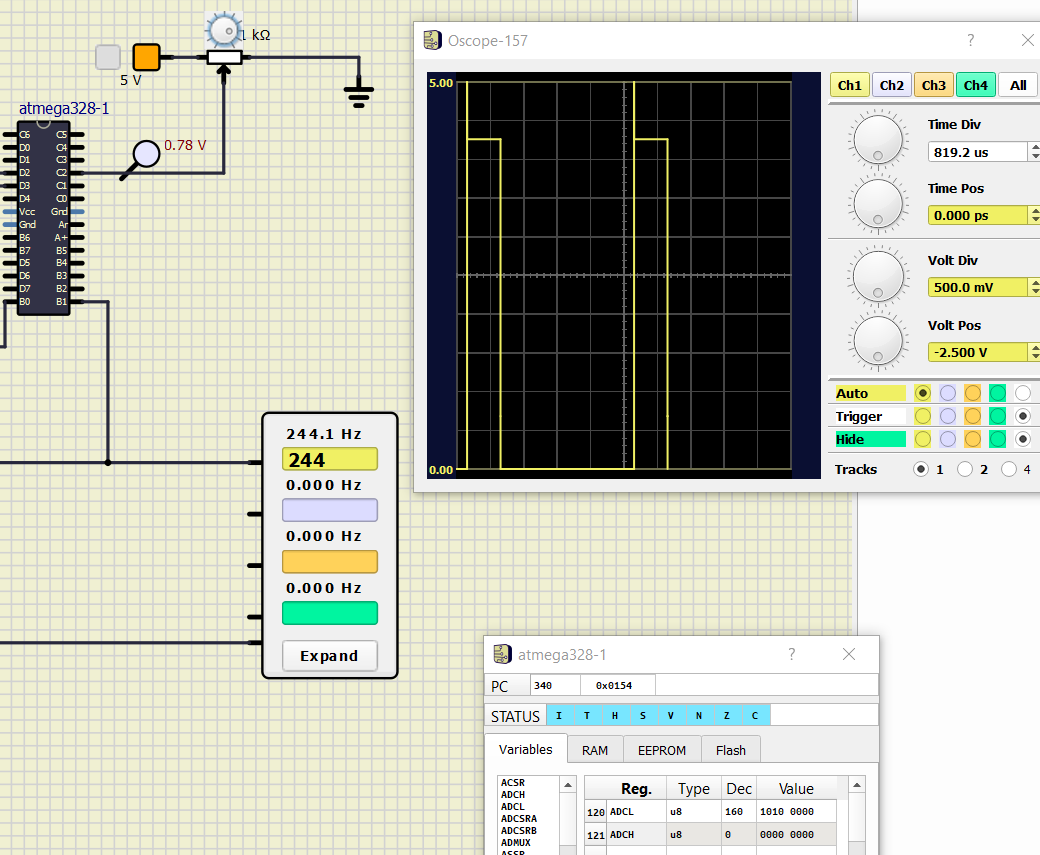 1 kΩ
5 V
atmega328-1
0.78 V
C6 C5
D0 C4
D1 C3
D2 C2
D3 C1
D4 C0
Vcc Gnd
Gnd Ar
B6 A+
B7 B5
D5 B4
D6 B3
D7 B2
B0 B1
244.1 Hz
244
0.000 Hz
0.000 Hz
0.000 Hz
Expand
Oscope-157
?
5.00
0.00
Ch1 Ch2 Ch3 Ch4 All
Time Div
819.2 us
Time Pos
0.000 ps
Volt Div
500.0 mV
Volt Pos
-2.500 V
Auto
Trigger
Hide
Tracks 1 2 4
atmega328-1
?
PC 340 0x0154
STATUS I T H S V N Z C
Variables RAM EEPROM Flash
ACSR
ADCH
ADCL
ADCSRA
ADCSRB
ADMUX
ASSR
Reg. Type Dec Value
120 ADCL u8 160 1010 0000
121 ADCH u8 0 0000 0000